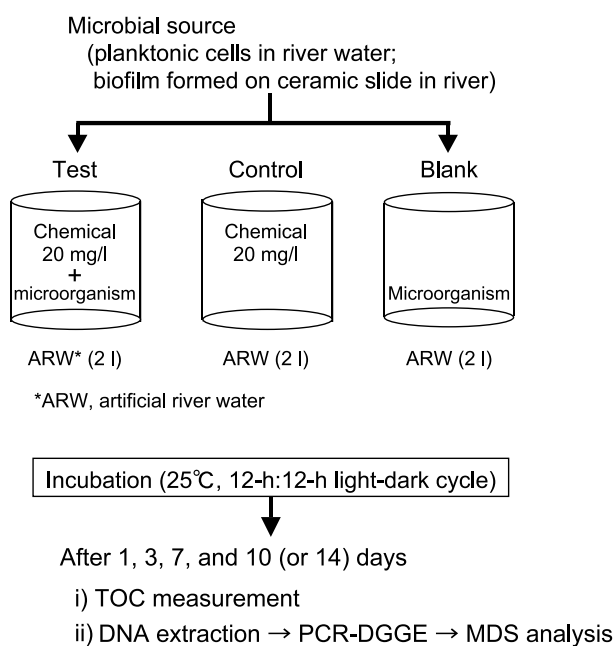 Microbial source
(planktonic cells in river water;
biofilm formed on ceramic slide in river)
Test
Control
Blank
Chemical
20 mg/l
+
microorganism
Chemical
20 mg/l
Microorganism
ARW* (2 l)
ARW (2 l)
ARW (2 l)
*ARW, artificial river water
Incubation (25℃, 12-h:12-h light-dark cycle)
After 1, 3, 7, and 10 (or 14) days
i) TOC measurement
ii) DNA extraction → PCR-DGGE → MDS analysis